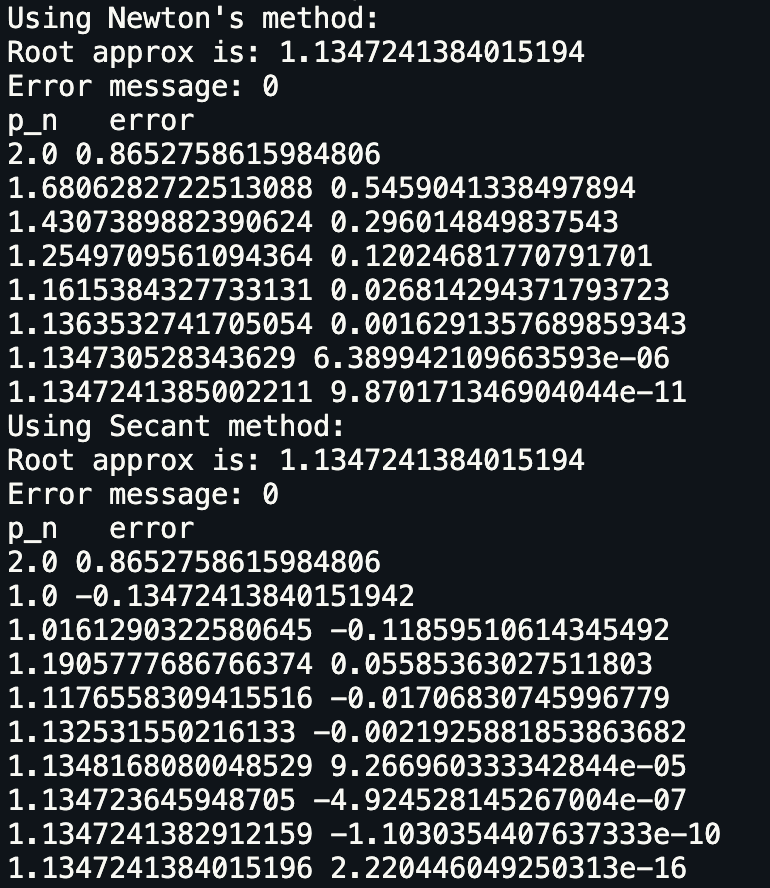 Using Newton's method:
Root approx is: 1.1347241384015194
Error message: 0
p_n   error
2.0 0.8652758615984806
1.6806282722513088 0.5459041338497894
1.4307389882390624 0.296014849837543
1.2549709561094364 0.12024681770791701
1.1615384327733131 0.026814294371793723
1.1363532741705054 0.0016291357689859343
1.134730528343629 6.389942109663593e-06
1.1347241385002211 9.870171346904044e-11
Using Secant method:
Root approx is: 1.1347241384015194
Error message: 0
p_n   error
2.0 0.8652758615984806
1.0 -0.13472413840151942
1.0161290322580645 -0.11859510614345492
1.1905777686766374 0.05585363027511803
1.1176558309415516 -0.01706830745996779
1.132531550216133 -0.0021925881853863682
1.1348168080048529 9.266960333342844e-05
1.134723645948705 -4.924528145267004e-07
1.1347241382912159 -1.1030354407637333e-10
1.1347241384015196 2.220446049250313e-16